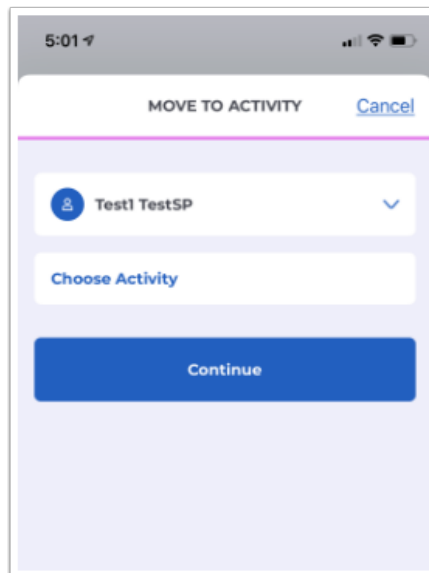 5:01
MOVE TO ACTIVITY Cancel
Test1 TestSP
Choose Activity
Continue